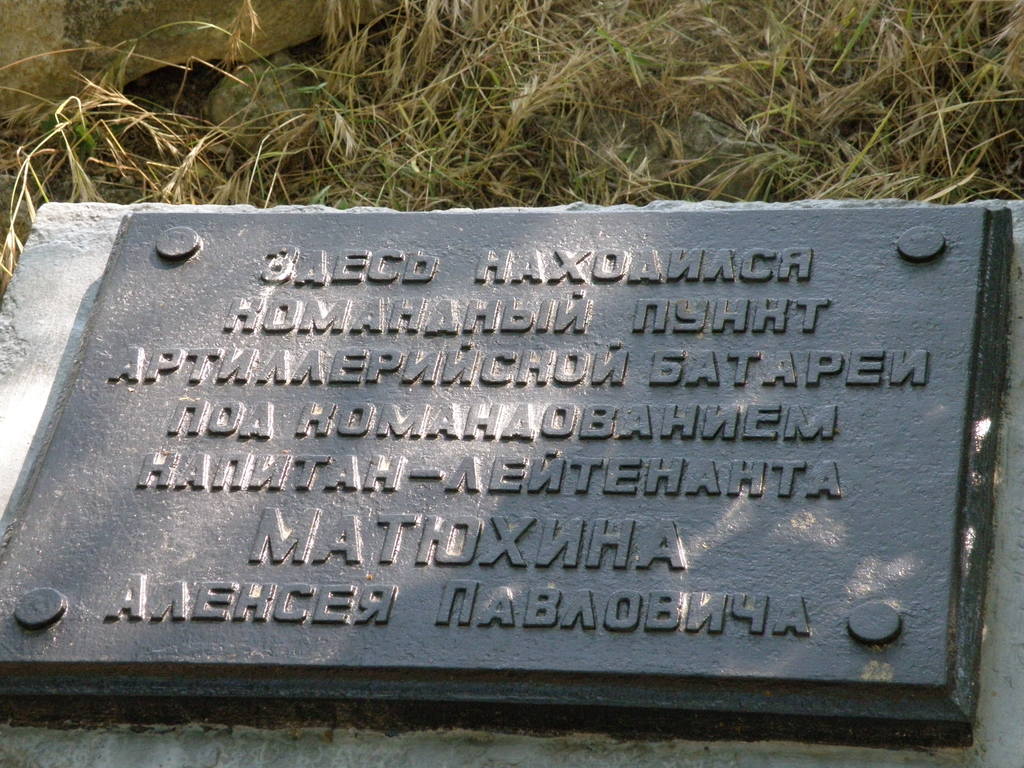 Здесь находился
командный пункт
артиллерийской батареи
под командованием
капитан-лейтенанта
Матюхина
Алексея Павловича